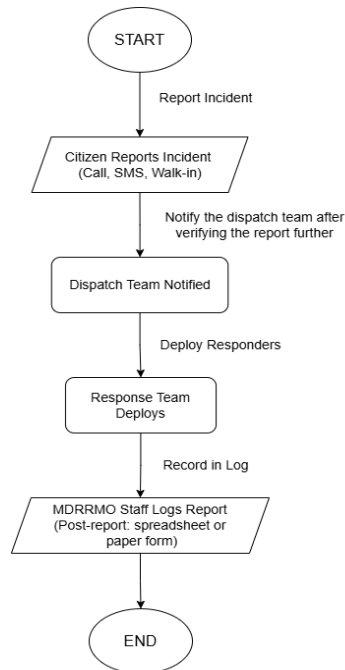 START
Report Incident
Citizen Reports Incident
(Call, SMS, Walk-in)
Notify the dispatch team after
verifying the report further
Dispatch Team Notified
Deploy Responders
Response Team
Deploys
Record in Log
MDRRMO Staff Logs Report
(Post-report: spreadsheet or
paper form)
END